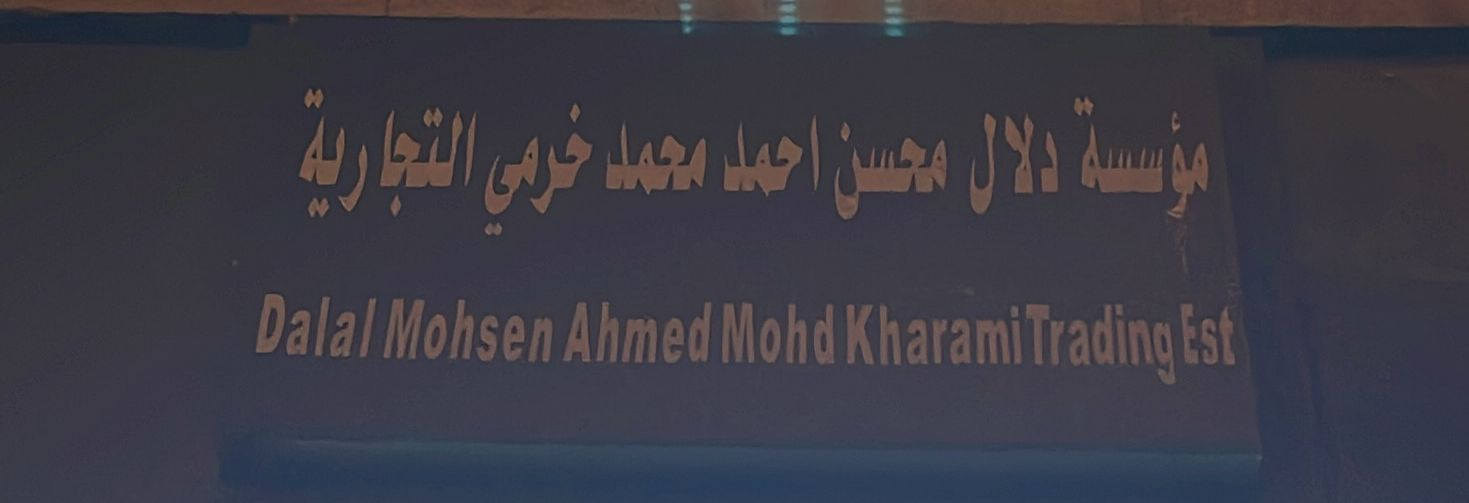 مؤسسة دلال محسن احمد محمد خرمي التجارية
Dalal Mohsen Ahmed Mohd Kharami Trading Est